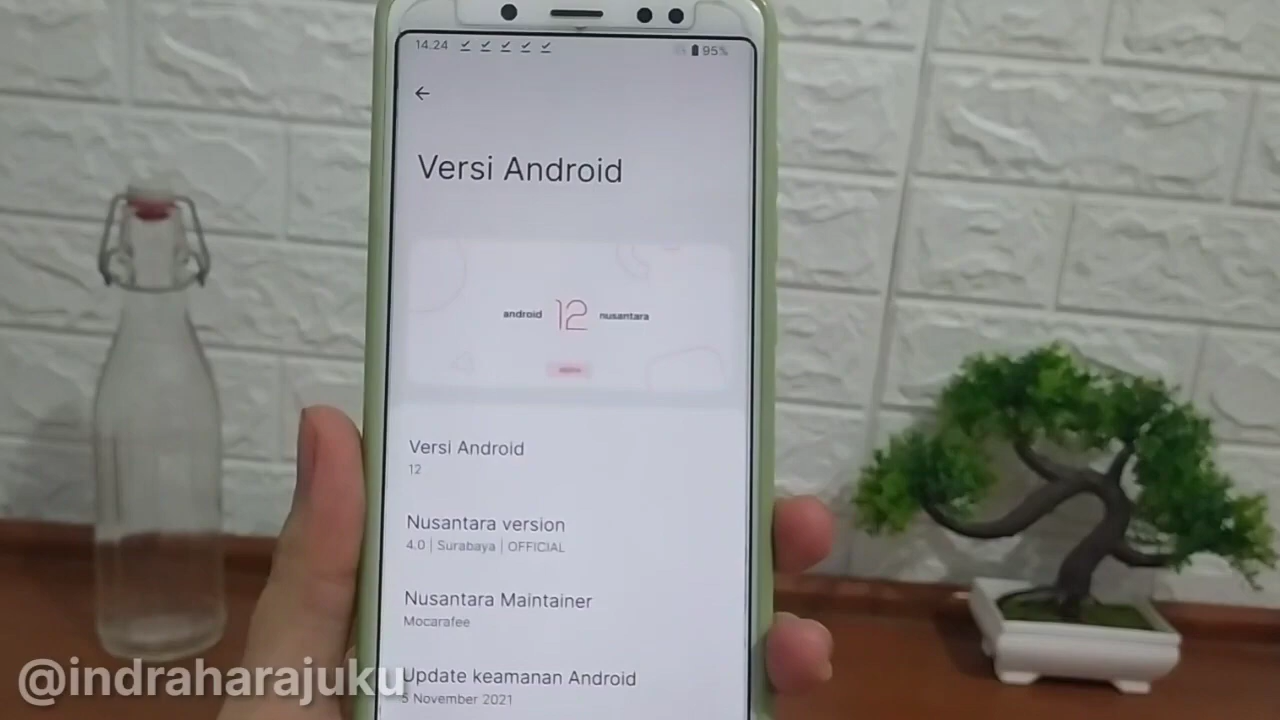 14.24
95%
Versi Android
android 12 nusantara
Versi Android
12
Nusantara version
4.0 | Surabaya | OFFICIAL
Nusantara Maintainer
Mocarafee
Update keamanan Android
5 November 2021
@indraharajuku